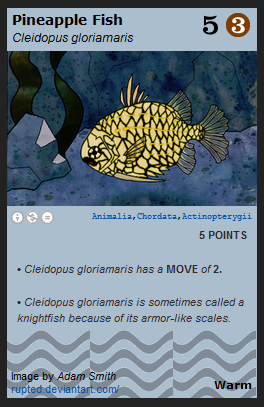 Pineapple Fish
Cleidopus gloriamaris
5 3
Animalia, Chordata, Actinopterygii
5 POINTS
• Cleidopus gloriamaris has a MOVE of 2.
• Cleidopus gloriamaris is sometimes called a
knightfish because of its armor-like scales.
Image by Adam Smith
rupted.deviantart.com/
Warm